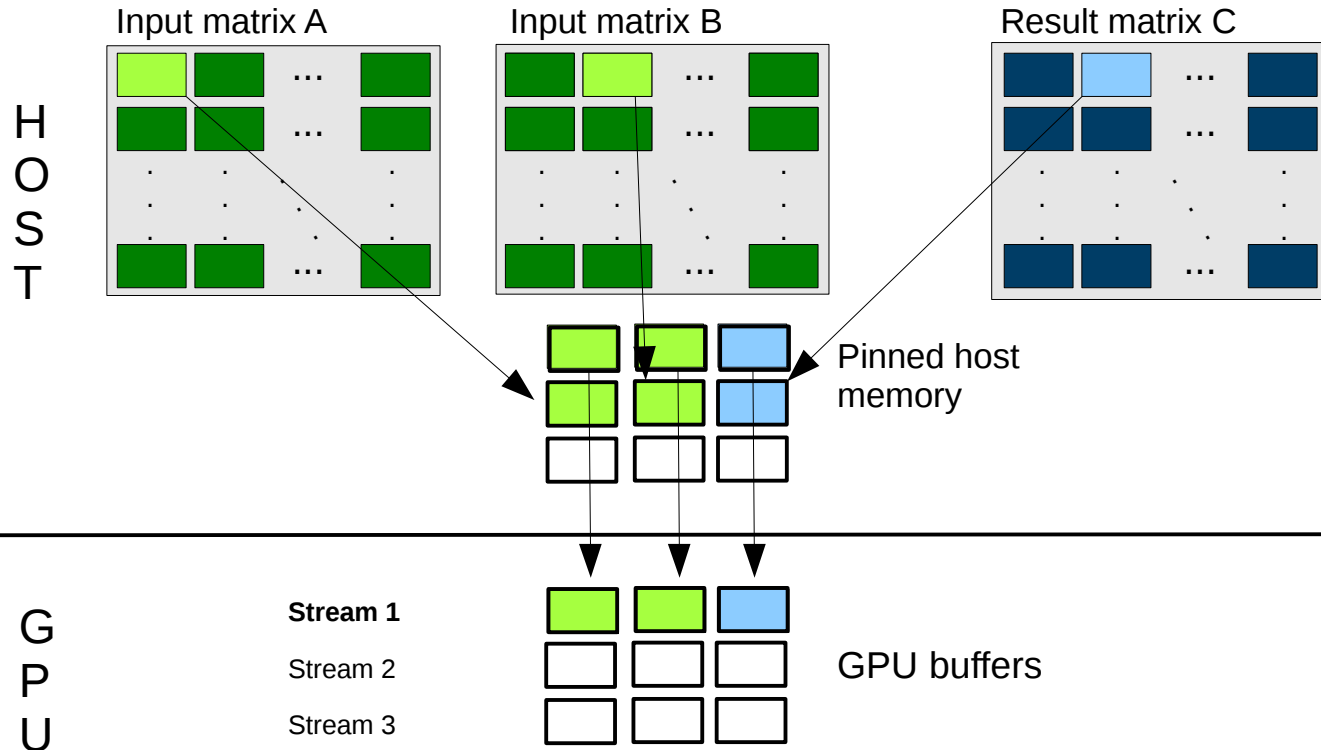 Input matrix A
Input matrix B
Result matrix C
...
...
...
H
O
S
T
...
...
...
...
...
...
Pinned host
memory
G
P
U
Stream 1
Stream 2
Stream 3
GPU buffers